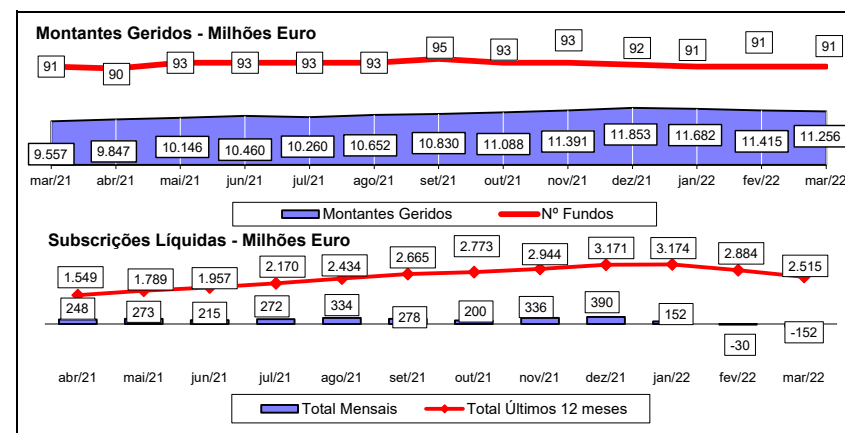 Montantes Geridos - Milhões Euro
91 90 93 93 93 93 95 93 93 92 91 91 91
9.557 9.847 10.146 10.460 10.260 10.652 10.830 11.088 11.391 11.853 11.682 11.415 11.256
mar/21 abr/21 mai/21 jun/21 jul/21 ago/21 set/21 out/21 nov/21 dez/21 jan/22 fev/22 mar/22
Montantes Geridos Nº Fundos
Subscrições Líquidas - Milhões Euro
1.549 1.789 1.957 2.170 2.434 2.665 2.773 2.944 3.171 3.174 2.884 2.515
248 273 215 272 334 278 200 336 390 152 -30 -152
abr/21 mai/21 jun/21 jul/21 ago/21 set/21 out/21 nov/21 dez/21 jan/22 fev/22 mar/22
Total Mensais Total Últimos 12 meses